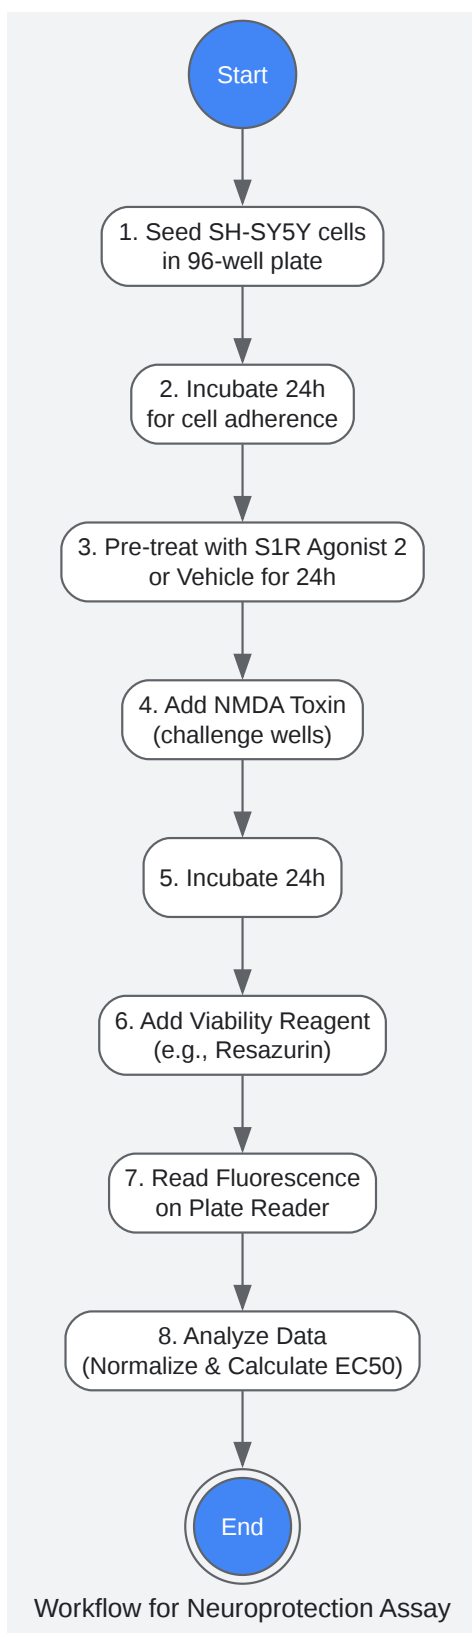 Start
1. Seed SH-SY5Y cells
in 96-well plate
2. Incubate 24h
for cell adherence
3. Pre-treat with S1R Agonist 2
or Vehicle for 24h
4. Add NMDA Toxin
(challenge wells)
5. Incubate 24h
6. Add Viability Reagent
(e.g., Resazurin)
7. Read Fluorescence
on Plate Reader
8. Analyze Data
(Normalize & Calculate EC50)
End
Workflow for Neuroprotection Assay